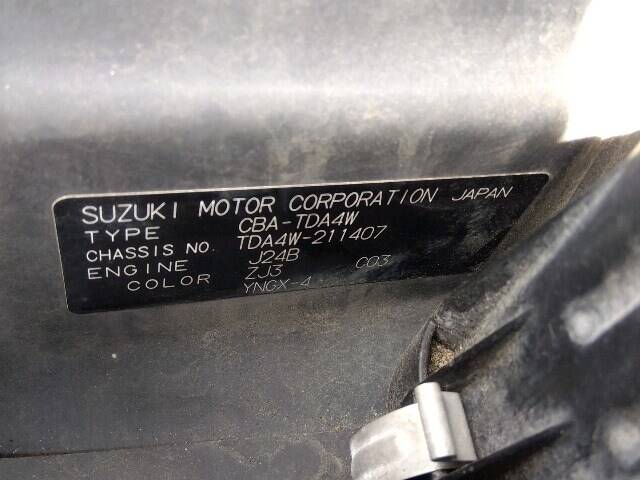 SUZUKI MOTOR CORPORATION JAPAN
TYPE CBA-TDA4W
CHASSIS NO. TDA4W-211407
ENGINE J24B
COLOR ZJ3 C03
YNGX-4